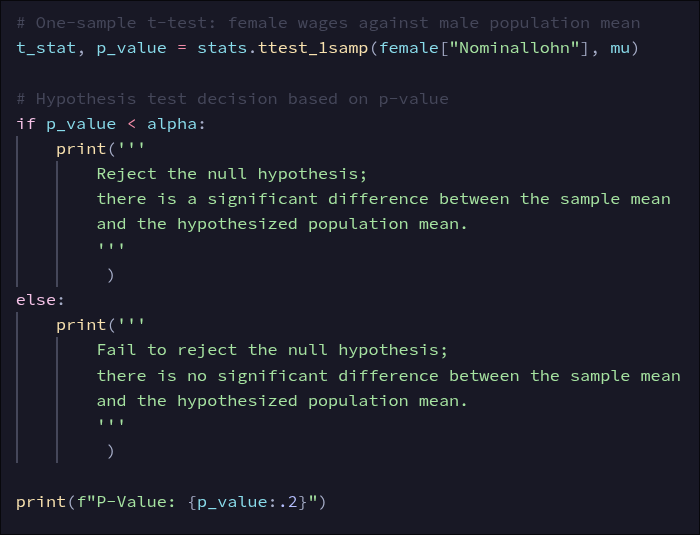 # One-sample t-test: female wages against male population mean
t_stat, p_value = stats.ttest_1samp(female["Nominallohn"], mu)

# Hypothesis test decision based on p-value
if p_value < alpha:
    print('''
        Reject the null hypothesis;
        there is a significant difference between the sample mean
        and the hypothesized population mean.
        '''
         )
else:
    print('''
        Fail to reject the null hypothesis;
        there is no significant difference between the sample mean
        and the hypothesized population mean.
        '''
         )

print(f"P-Value: {p_value:.2}")